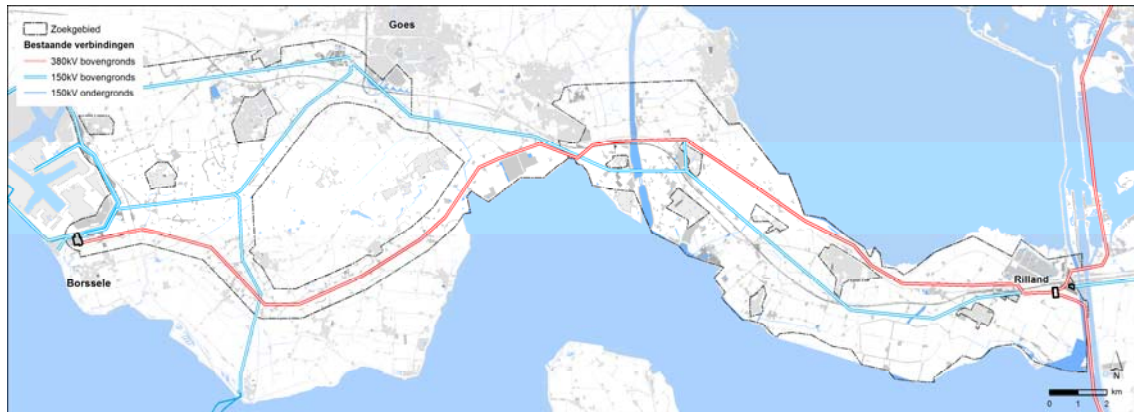 Zoekgebied
Bestaande verbindingen
380kV bovengronds
150kV bovengronds
150kV ondergronds
Goes
Borssele
Rilland
N
km
0 1 2